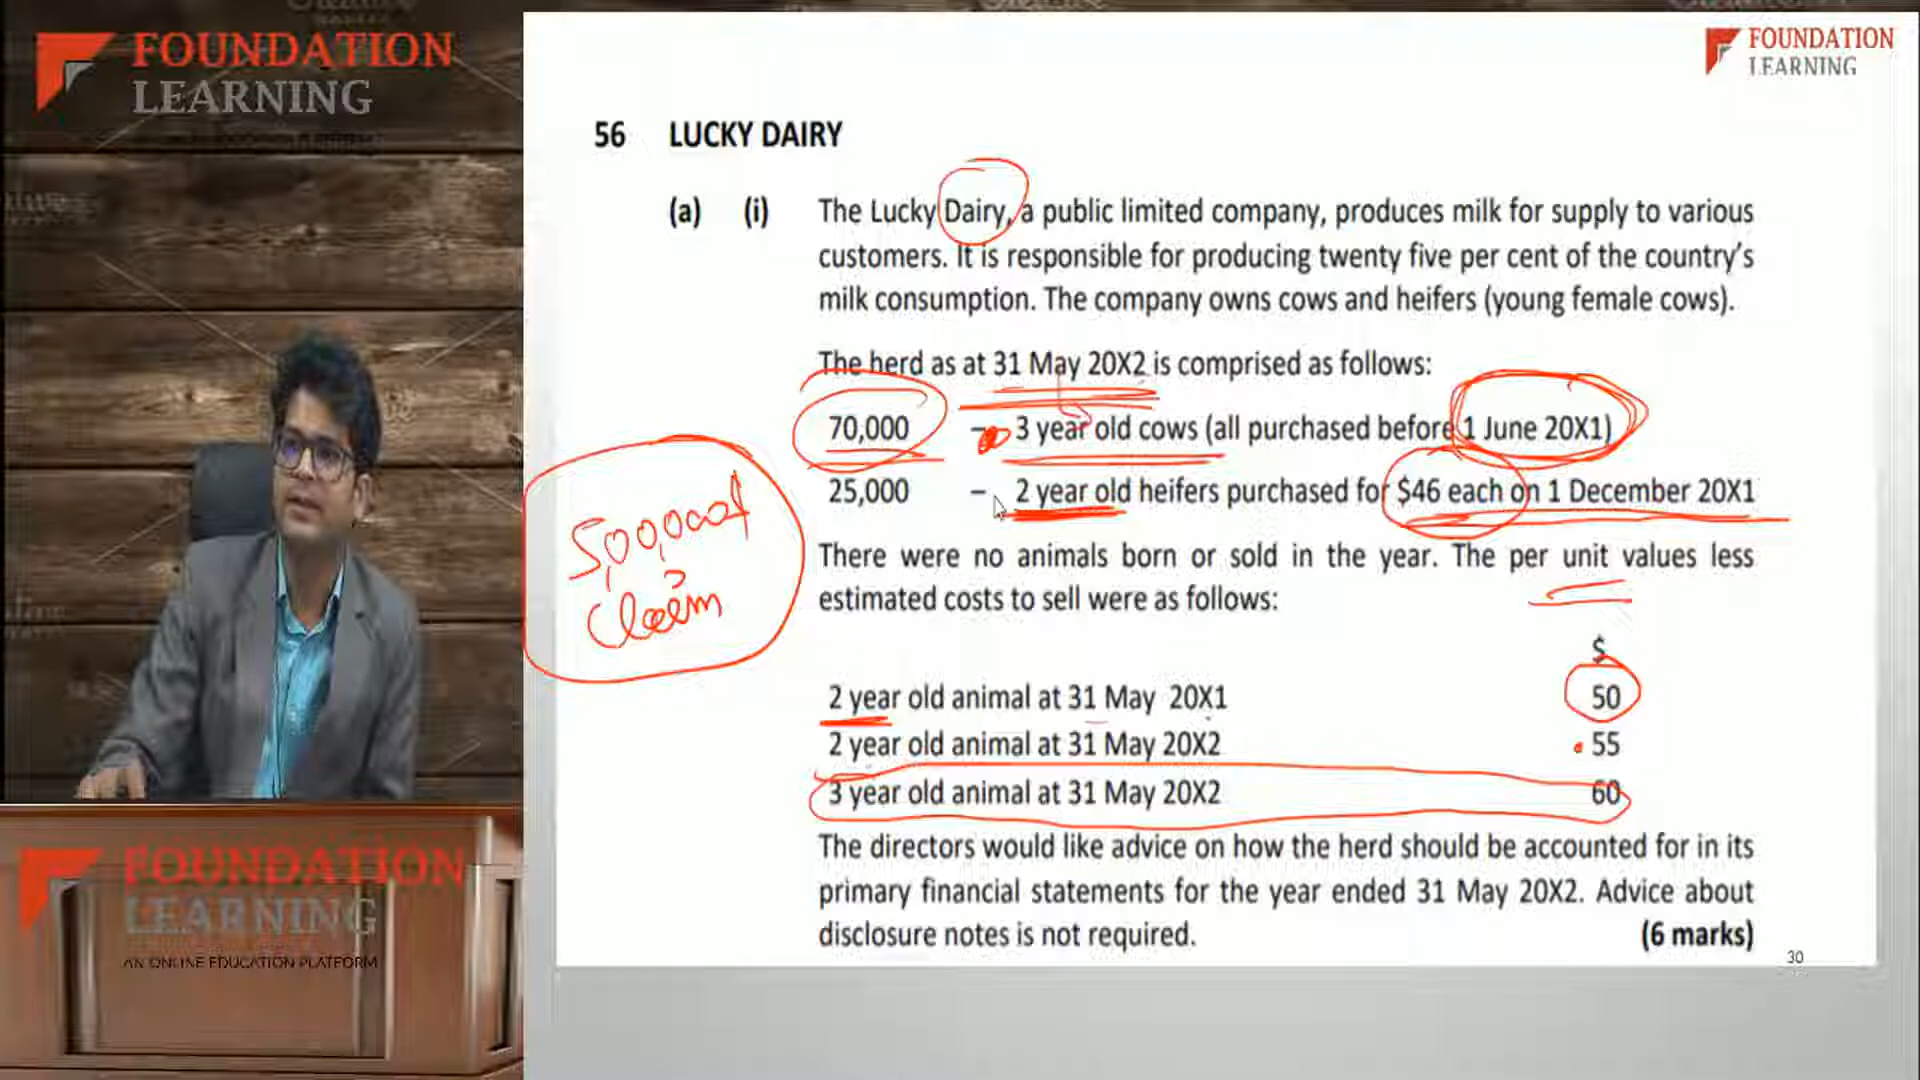 FOUNDATION
LEARNING
FOUNDATION
LEARNING
56 LUCKY DAIRY
(a) (i) The Lucky Dairy, a public limited company, produces milk for supply to various
customers. It is responsible for producing twenty five per cent of the country's
milk consumption. The company owns cows and heifers (young female cows).
The herd as at 31 May 20X2 is comprised as follows:
70,000 – 3 year old cows (all purchased before 1 June 20X1)
25,000 – 2 year old heifers purchased for $46 each on 1 December 20X1
There were no animals born or sold in the year. The per unit values less
estimated costs to sell were as follows:
$
2 year old animal at 31 May 20X1 50
2 year old animal at 31 May 20X2 55
3 year old animal at 31 May 20X2 60
The directors would like advice on how the herd should be accounted for in its
primary financial statements for the year ended 31 May 20X2. Advice about
disclosure notes is not required. (6 marks)
30
FOUNDATION
LEARNING
AN ONLINE EDUCATION PLATFORM